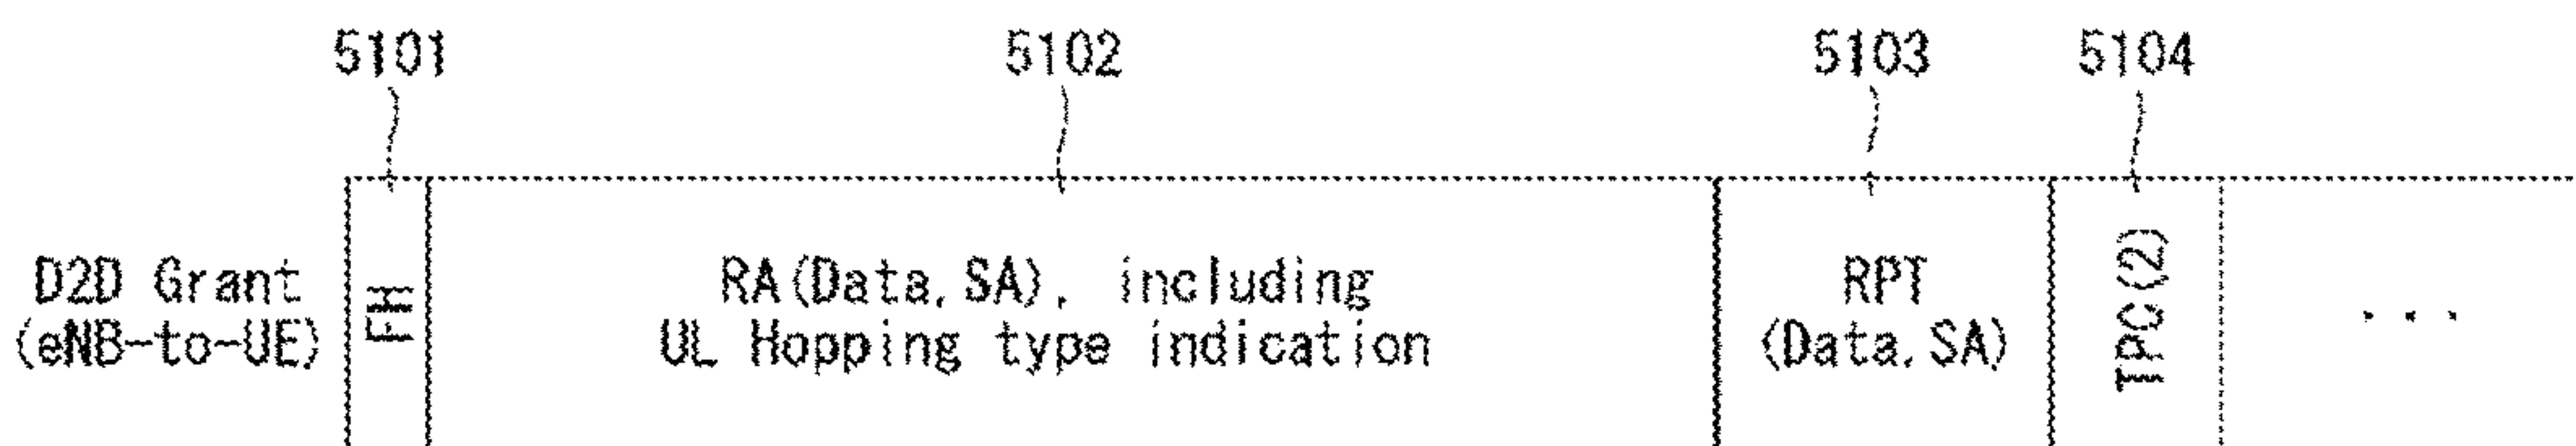 5101
5102
5103
5104
D2D Grant
(eNB-to-UE)
FH
RA(Data, SA), including
UL Hopping type indication
RPT
(Data, SA)
TPC(2)
...